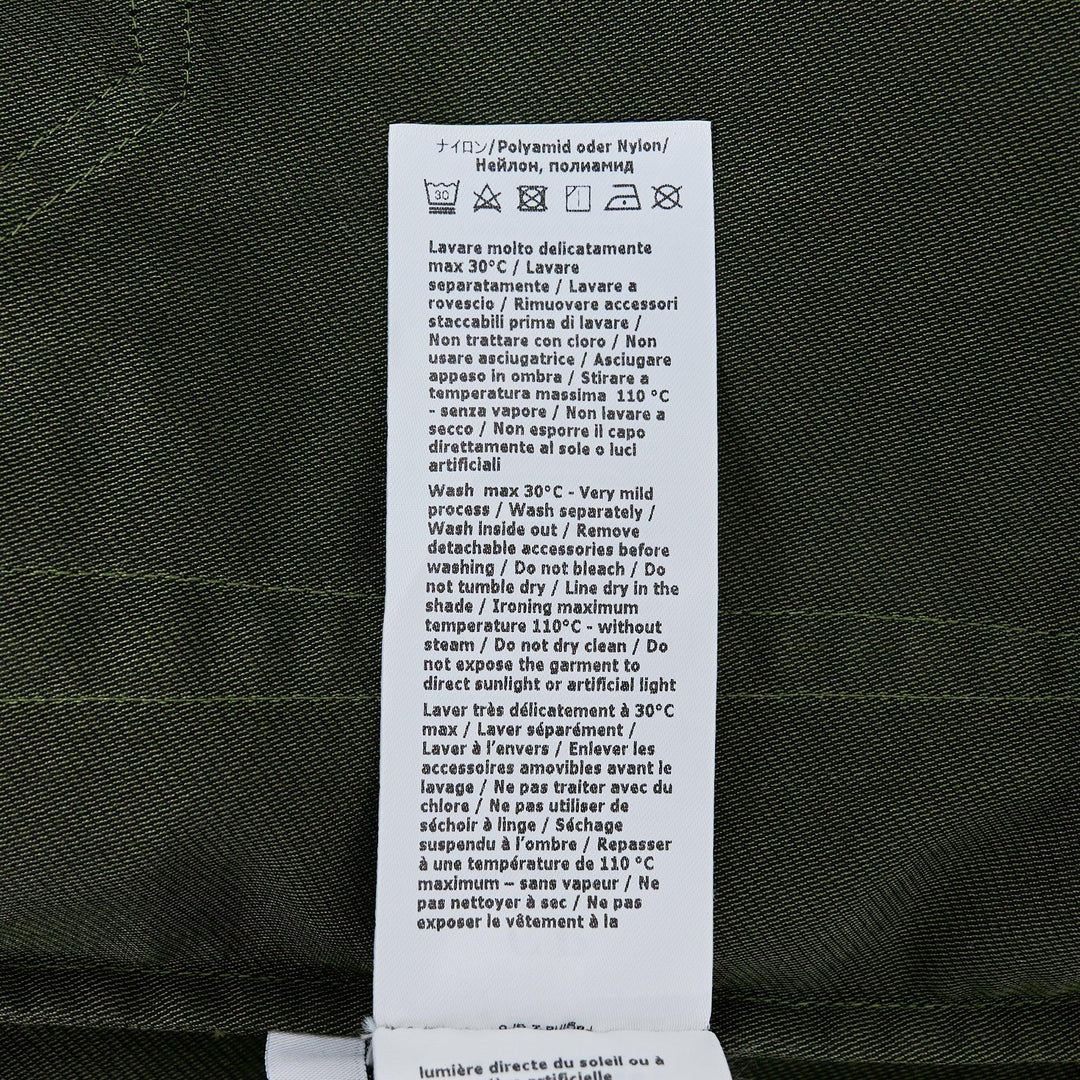 ナイロン/Polyamid oder Nylon/
Нейлон, полиамид
30
Lavare molto delicatamente
max 30°C / Lavare
separatamente / Lavare a
rovescio / Rimuovere accessori
staccabili prima di lavare /
Non trattare con cloro / Non
usare asciugatrice / Asciugare
appeso in ombra / Stirare a
temperatura massima 110 °C
- senza vapore / Non lavare a
secco / Non esporre il capo
direttamente al sole o luci
artificiali
Wash max 30°C - Very mild
process / Wash separately /
Wash inside out / Remove
detachable accessories before
washing / Do not bleach / Do
not tumble dry / Line dry in the
shade / Ironing maximum
temperature 110°C - without
steam / Do not dry clean / Do
not expose the garment to
direct sunlight or artificial light
Laver très délicatement à 30°C
max / Laver séparément /
Laver à l'envers / Enlever les
accessoires amovibles avant le
lavage / Ne pas traiter avec du
chlore / Ne pas utiliser de
séchoir à linge / Séchage
suspendu à l'ombre / Repasser
à une température de 110 °C
maximum – sans vapeur / Ne
pas nettoyer à sec / Ne pas
exposer le vêtement à la
lumière directe du soleil ou à
artificielle